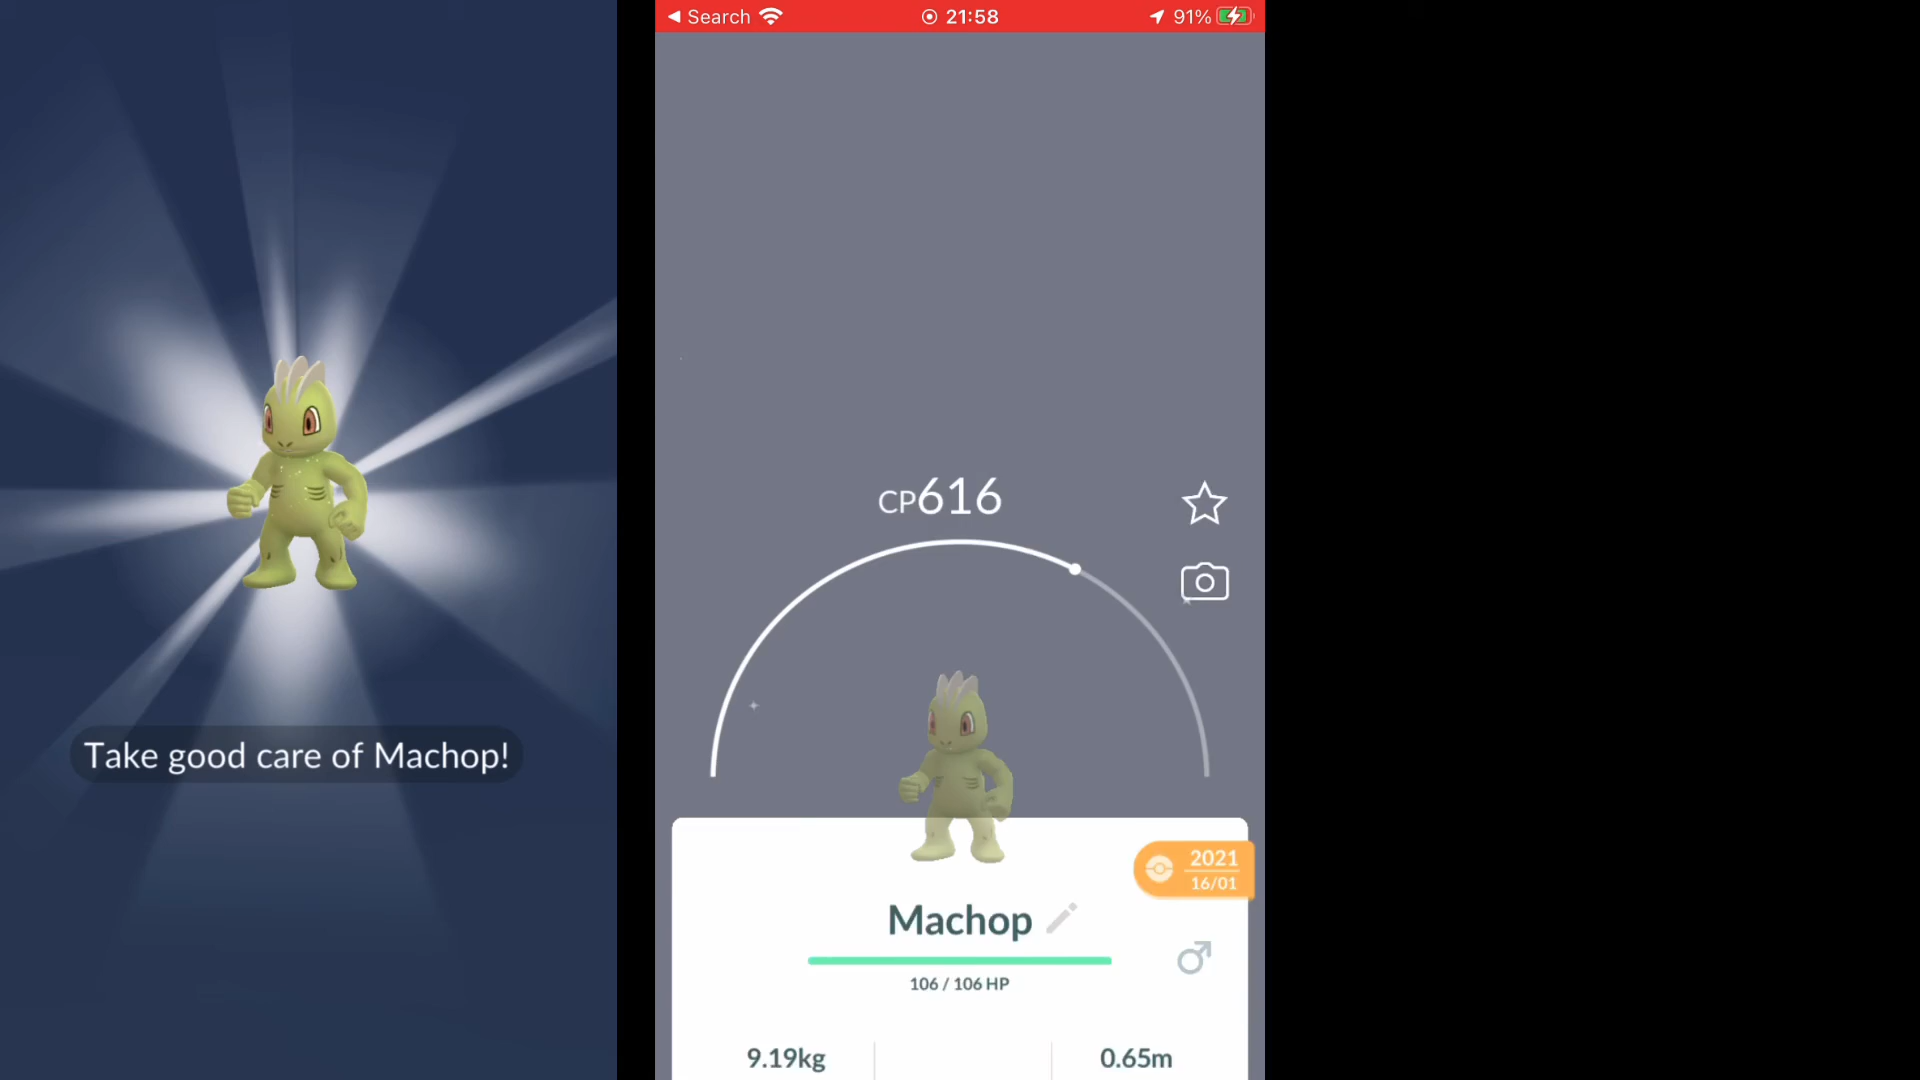 Take good care of Machop!
Search
21:58
91%
CP616
2021
16/01
Machop
106 / 106 HP
9.19kg
0.65m